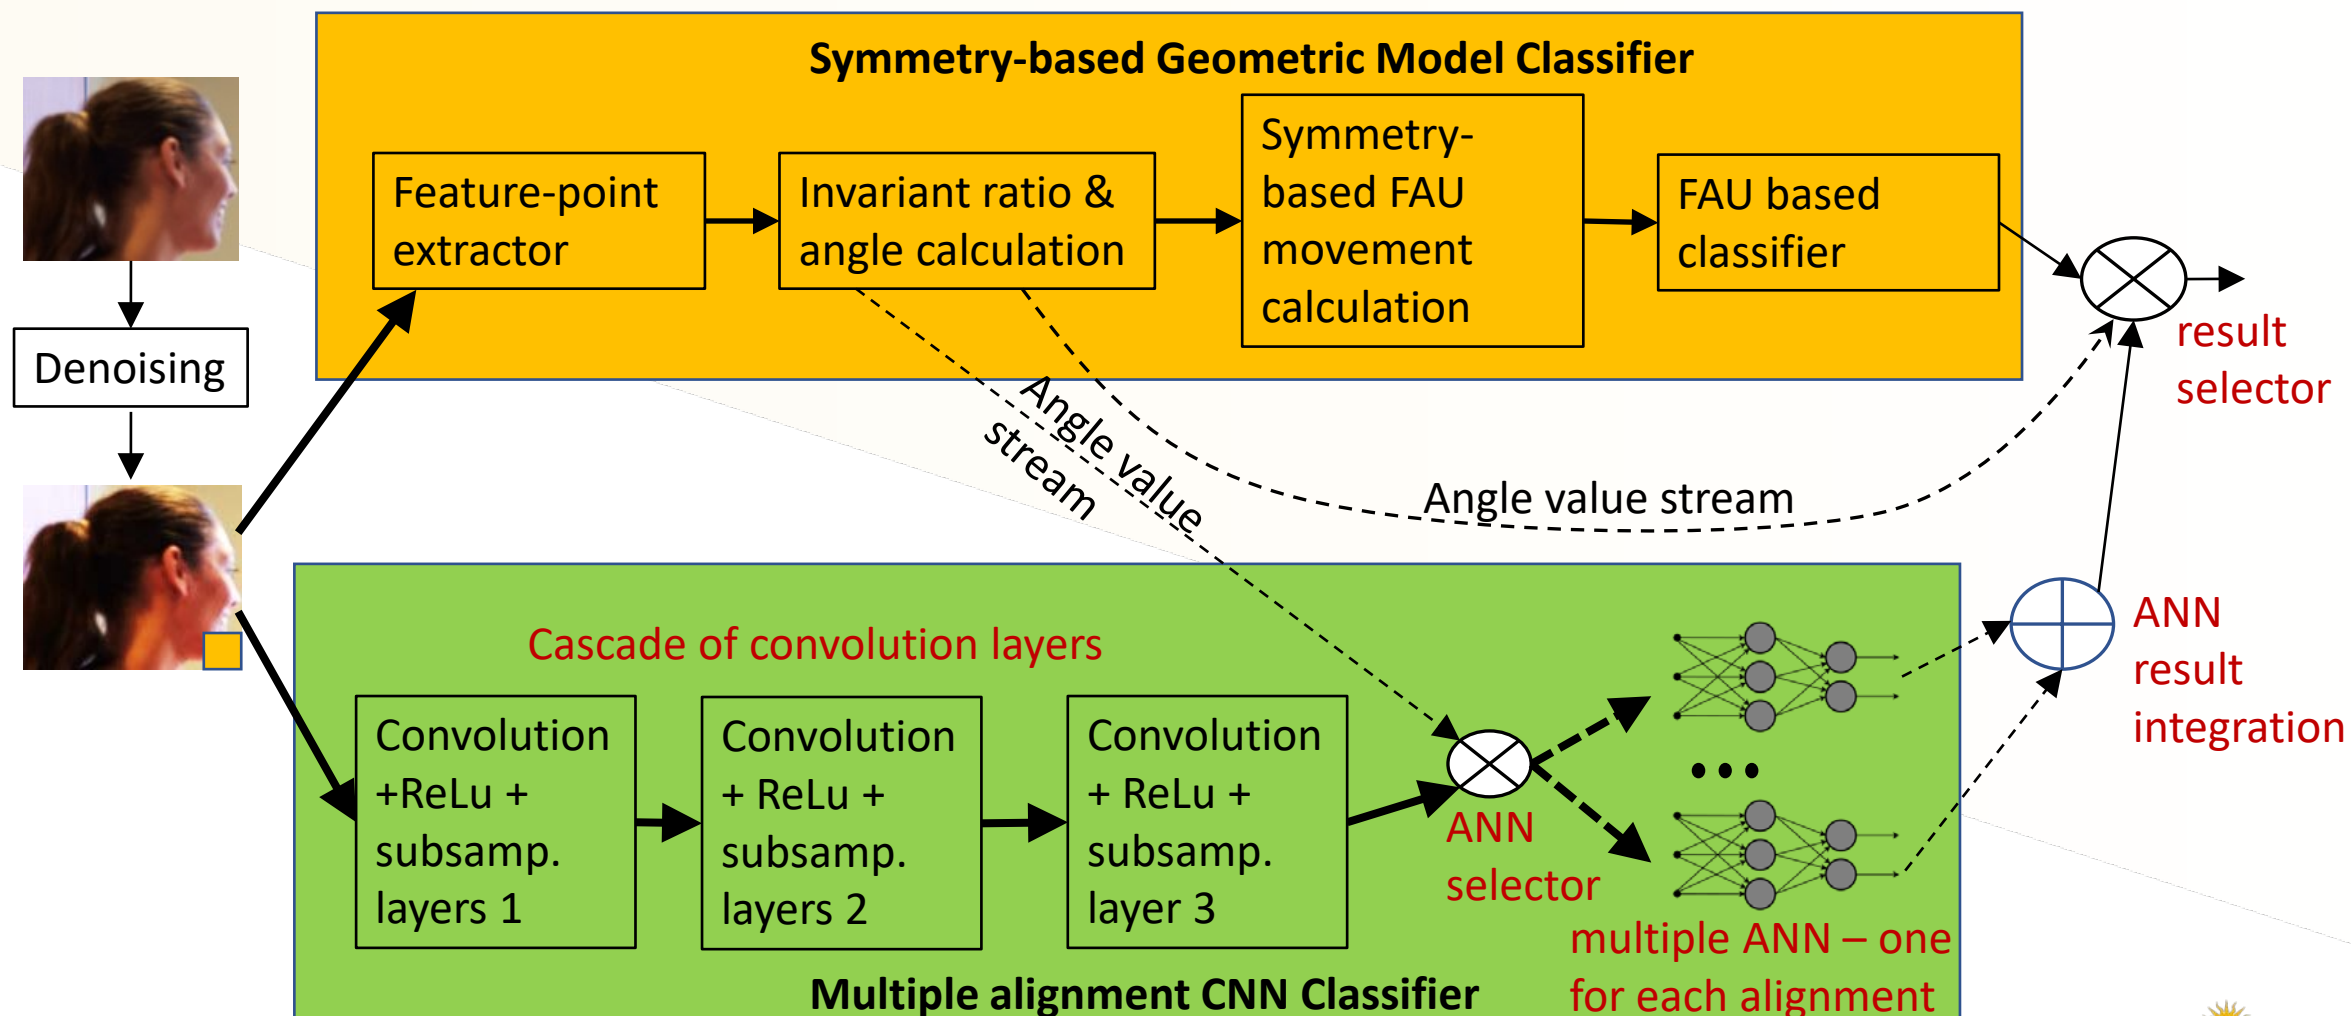 Symmetry-based Geometric Model Classifier
Feature-point
extractor
Invariant ratio &
angle calculation
Symmetry-
based FAU
movement
calculation
FAU based
classifier
result
selector
Denoising
Angle value
stream
Angle value stream
Cascade of convolution layers
Convolution
+ReLu +
subsamp.
layers 1
Convolution
+ ReLu +
subsamp.
layers 2
Convolution
+ ReLu +
subsamp.
layer 3
ANN
selector
ANN
result
integration
multiple ANN – one
for each alignment
Multiple alignment CNN Classifier